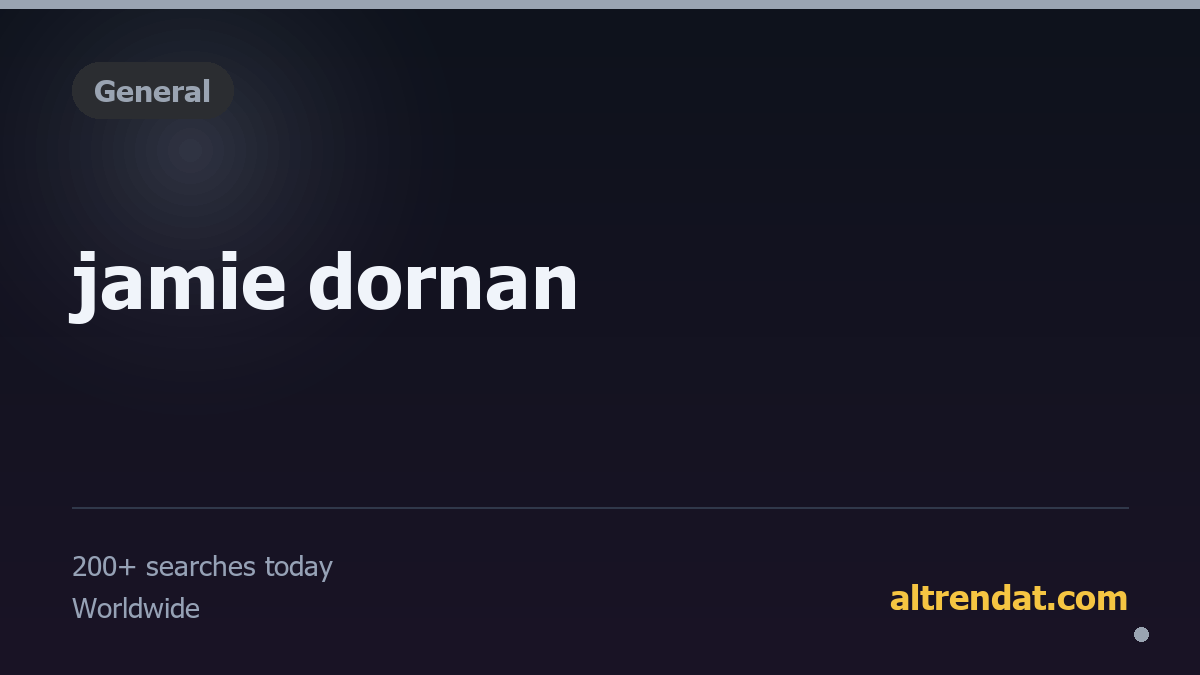 General
jamie dornan
200+ searches today
Worldwide
altrendat.com